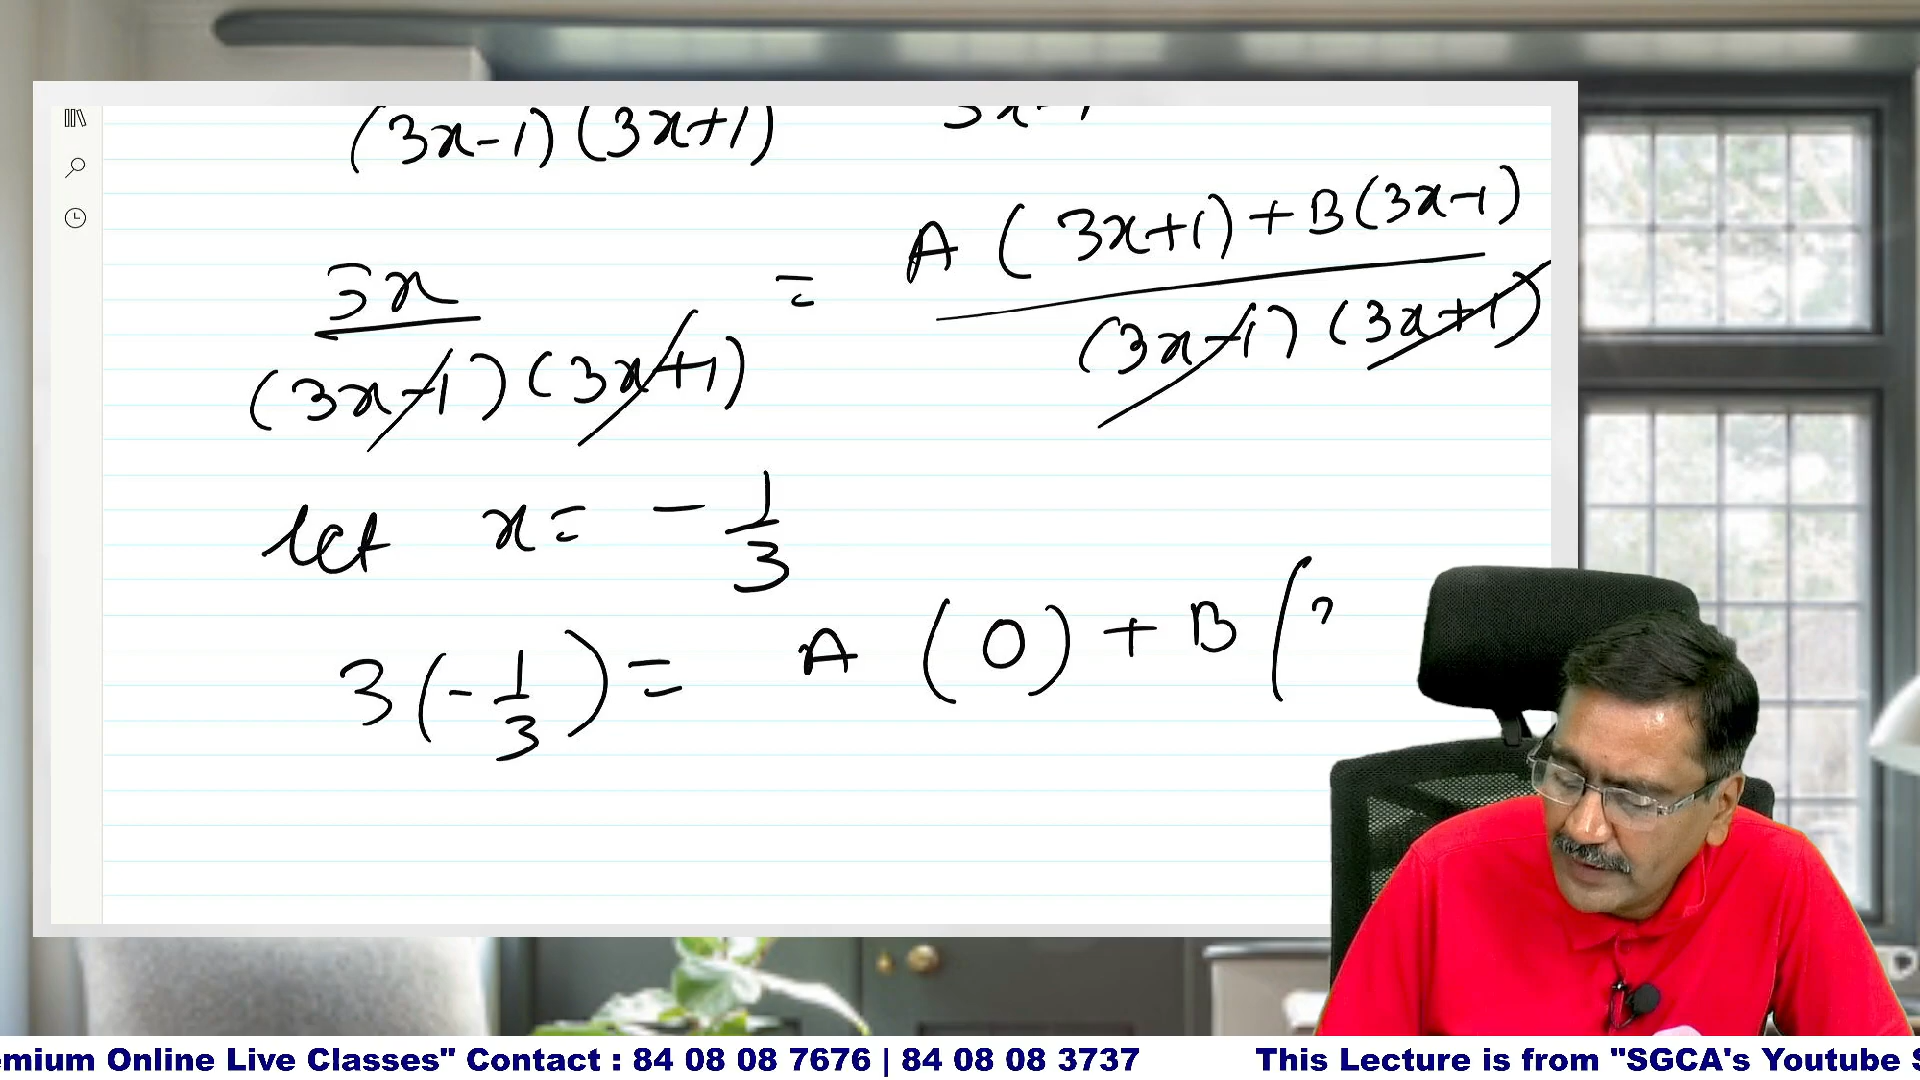 (3x-1)(3x+1)
A(3x+1)+B(3x-1)
3x =
(3x-1)(3x+1) (3x-1)(3x+1)
let x = -1/3
3(-1/3) = A(0)+B(
emium Online Live Classes" Contact : 84 08 08 7676 | 84 08 08 3737 This Lecture is from "SGCA's Youtube S